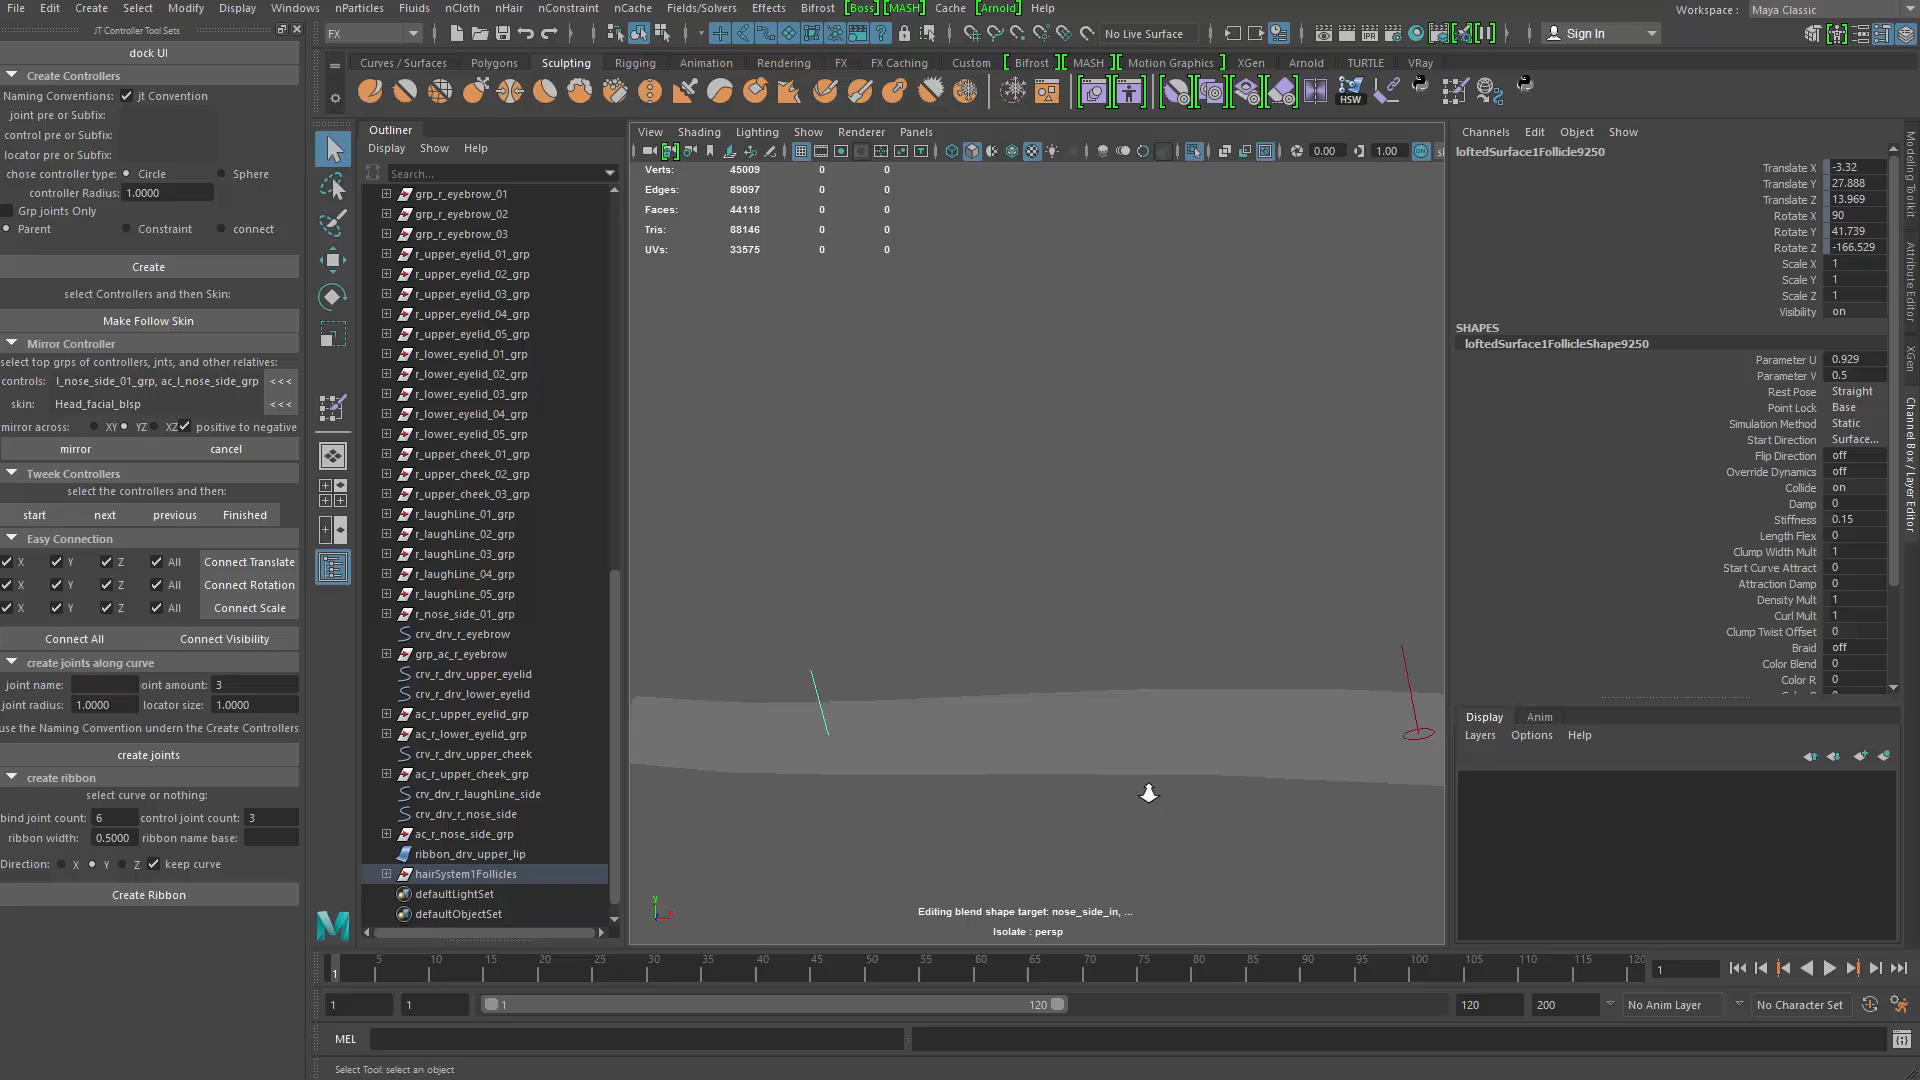 File Edit Create Select Modify Display Windows nParticles Fluids nCloth nHair nConstraint nCache Fields/Solvers Effects Bifrost [Boss] [MASH] Cache [Arnold] Help
Workspace : Maya Classic
JT Controller Tool Sets
FX
No Live Surface
Sign In
dock UI
Create Controllers
Naming Conventions: jt Convention
joint pre or Subfix:
control pre or Subfix:
locator pre or Subfix:
chose controller type: Circle Sphere
controller Radius: 1.0000
Grp joints Only
Parent Constraint connect
Create
select Controllers and then Skin:
Make Follow Skin
Mirror Controller
select top grps of controllers, jnts, and other relatives:
controls: l_nose_side_01_grp, ac_l_nose_side_grp <<<
skin: Head_facial_blsp <<<
mirror across: XY YZ XZ positive to negative
mirror cancel
Tweek Controllers
select the controllers and then:
start next previous Finished
Easy Connection
X Y Z All Connect Translate
X Y Z All Connect Rotation
X Y Z All Connect Scale
Connect All Connect Visibility
create joints along curve
joint name: oint amount: 3
joint radius: 1.0000 locator size: 1.0000
use the Naming Convention undern the Create Controllers
create joints
create ribbon
select curve or nothing:
bind joint count: 6 control joint count: 3
ribbon width: 0.5000 ribbon name base:
Direction: X Y Z keep curve
Create Ribbon
Curves / Surfaces Polygons Sculpting Rigging Animation Rendering FX FX Caching Custom [ Bifrost ] [ MASH ] [ Motion Graphics ] XGen Arnold TURTLE VRay
HSW
Outliner
Display Show Help
Search...
grp_r_eyebrow_01
grp_r_eyebrow_02
grp_r_eyebrow_03
r_upper_eyelid_01_grp
r_upper_eyelid_02_grp
r_upper_eyelid_03_grp
r_upper_eyelid_04_grp
r_upper_eyelid_05_grp
r_lower_eyelid_01_grp
r_lower_eyelid_02_grp
r_lower_eyelid_03_grp
r_lower_eyelid_04_grp
r_lower_eyelid_05_grp
r_upper_cheek_01_grp
r_upper_cheek_02_grp
r_upper_cheek_03_grp
r_laughLine_01_grp
r_laughLine_02_grp
r_laughLine_03_grp
r_laughLine_04_grp
r_laughLine_05_grp
r_nose_side_01_grp
crv_drv_r_eyebrow
grp_ac_r_eyebrow
crv_r_drv_upper_eyelid
crv_r_drv_lower_eyelid
ac_r_upper_eyelid_grp
ac_r_lower_eyelid_grp
crv_r_drv_upper_cheek
ac_r_upper_cheek_grp
crv_drv_r_laughLine_side
crv_drv_r_nose_side
ac_r_nose_side_grp
ribbon_drv_upper_lip
hairSystem1Follicles
defaultLightSet
defaultObjectSet
View Shading Lighting Show Renderer Panels
0.00 1.00
Verts: 45009 0 0
Edges: 89097 0 0
Faces: 44118 0 0
Tris: 88146 0 0
UVs: 33575 0 0
Editing blend shape target: nose_side_in, ...
Isolate : persp
Channels Edit Object Show
loftedSurface1Follicle9250
Translate X -3.32
Translate Y 27.888
Translate Z 13.969
Rotate X 90
Rotate Y 41.739
Rotate Z -166.529
Scale X 1
Scale Y 1
Scale Z 1
Visibility on
SHAPES
loftedSurface1FollicleShape9250
Parameter U 0.929
Parameter V 0.5
Rest Pose Straight
Point Lock Base
Simulation Method Static
Start Direction Surface...
Flip Direction off
Override Dynamics off
Collide on
Damp 0
Stiffness 0.15
Length Flex 0
Clump Width Mult 1
Start Curve Attract 0
Attraction Damp 0
Density Mult 1
Curl Mult 1
Clump Twist Offset 0
Braid off
Color Blend 0
Color R 0
Color G 0
Display Anim
Layers Options Help
Modeling Toolkit
Attribute Editor
XGen
Channel Box / Layer Editor
1 5 10 15 20 25 30 35 40 45 50 55 60 65 70 75 80 85 90 95 100 105 110 115 120
1
1 1 1 120 120 200 No Anim Layer No Character Set
MEL
Select Tool: select an object